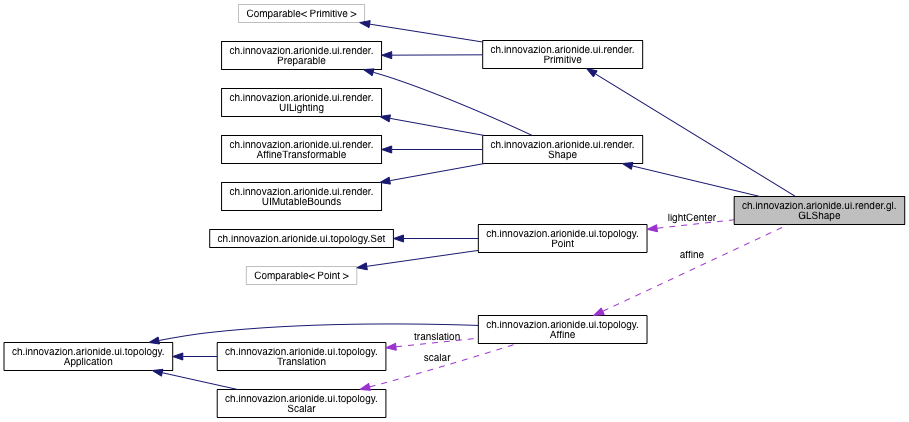 Comparable< Primitive >
ch.innovazion.arionide.ui.render.
Preparable
ch.innovazion.arionide.ui.render.
Primitive
ch.innovazion.arionide.ui.render.
UILighting
ch.innovazion.arionide.ui.render.
AffineTransformable
ch.innovazion.arionide.ui.render.
Shape
ch.innovazion.arionide.ui.render.
UIMutableBounds
ch.innovazion.arionide.ui.render.gl.
GLShape
lightCenter
ch.innovazion.arionide.ui.topology.Set
ch.innovazion.arionide.ui.topology.
Point
affine
Comparable< Point >
ch.innovazion.arionide.ui.topology.
Affine
translation
ch.innovazion.arionide.ui.topology.
Application
ch.innovazion.arionide.ui.topology.
Translation
scalar
ch.innovazion.arionide.ui.topology.
Scalar